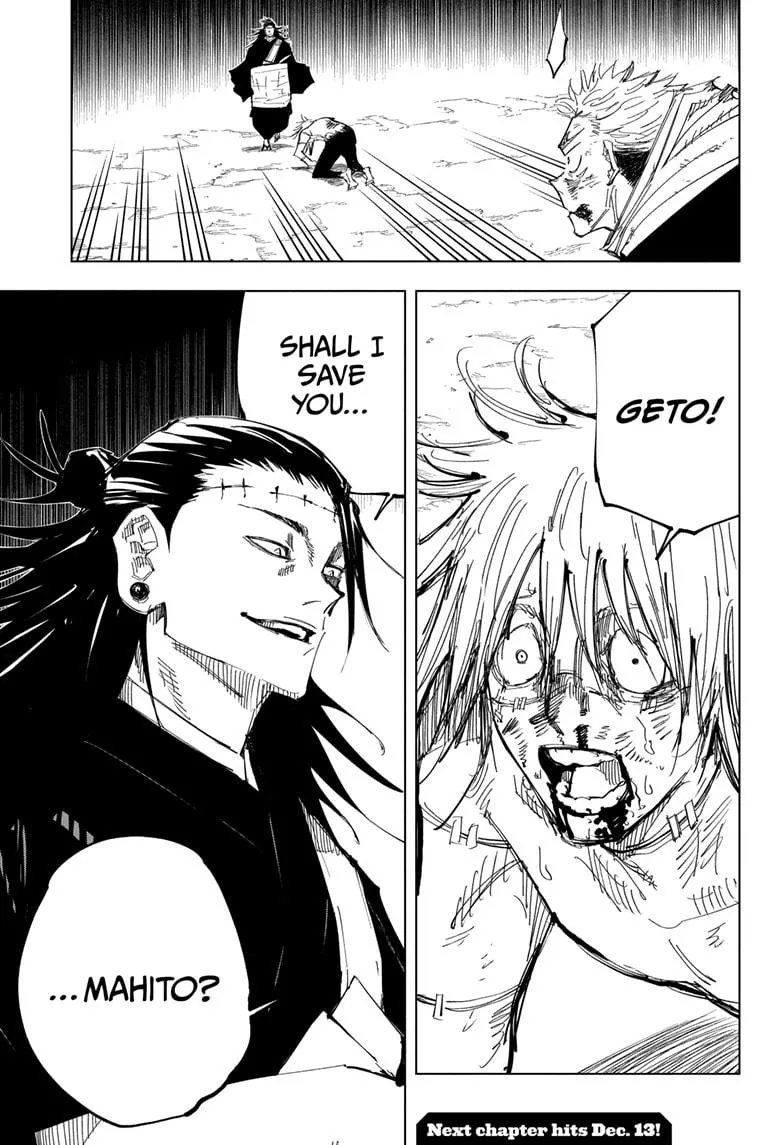 GETO!
SHALL I
SAVE
YOU...
...MAHITO?
Next chapter hits Dec. 13!